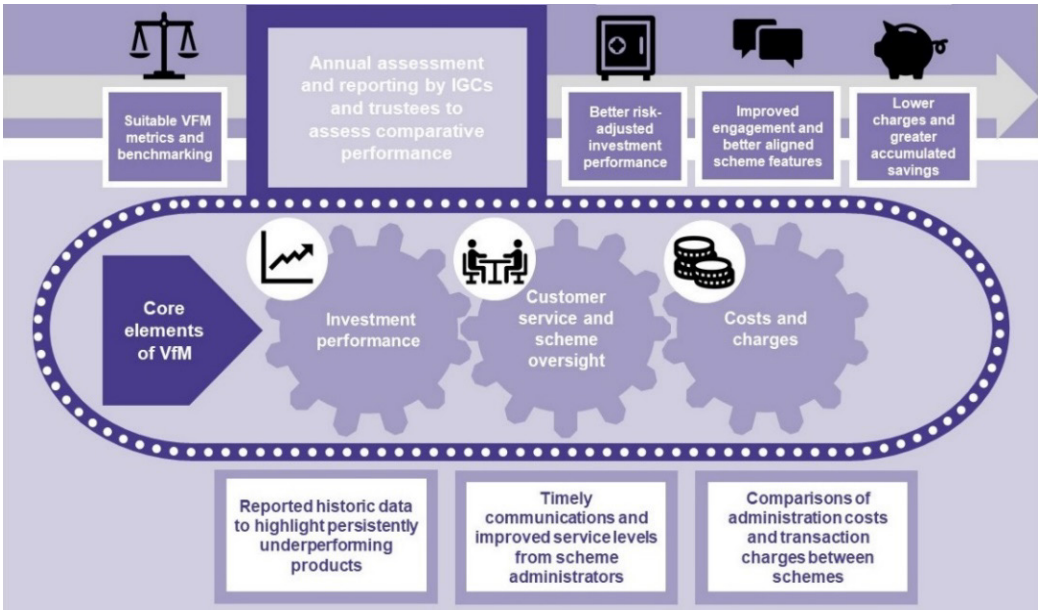 Suitable VFM
metrics and
benchmarking
Annual assessment
and reporting by IGCs
and trustees to
assess comparative
performance
Better risk-
adjusted
investment
performance
Improved
engagement and
better aligned
scheme features
Lower
charges and
greater
accumulated
savings
Core
elements
of VfM
Investment
performance
Customer
service and
scheme
oversight
Costs and
charges
Reported historic data
to highlight persistently
underperforming
products
Timely
communications and
improved service levels
from scheme
administrators
Comparisons of
administration costs
and transaction
charges between
schemes